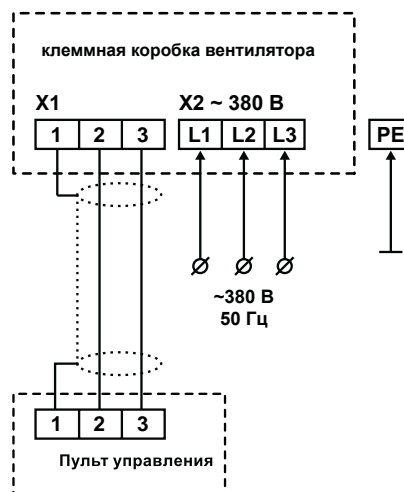 клеммная коробка вентилятора
X1
X2 ~ 380 В
1 2 3
L1 L2 L3
PE
~380 В
50 Гц
1 2 3
Пульт управления